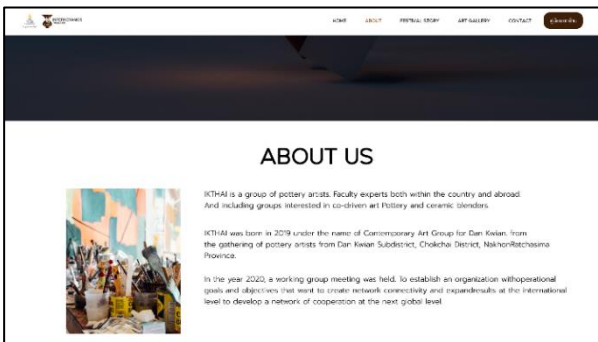 HOME ABOUT FESTIVAL STORY ART GALLERY CONTACT
ABOUT US
IKTHAI is a group of pottery artists. Faculty experts both within the country and abroad.
And including groups interested in co-driven art Pottery and ceramic blenders.
IKTHAI was born in 2019 under the name of Contemporary Art Group for Dan Kwian, from
the gathering of pottery artists from Dan Kwian Subdistrict, Chokchai District, NakhonRatchasima
Province.
In the year 2020, a working group meeting was held. To establish an organization withoperational
goals and objectives that want to create network connectivity and expandresults at the international
level to develop a network of cooperation at the next global level